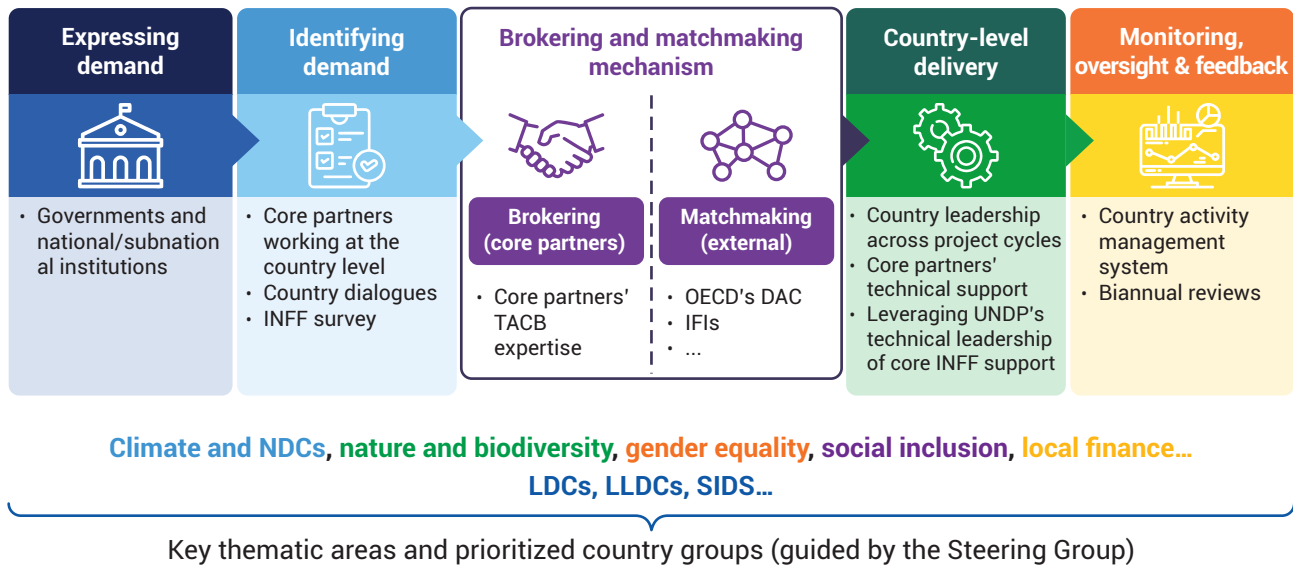 Expressing
demand
• Governments and
national/subnation
al institutions
Identifying
demand
• Core partners
working at the
country level
• Country dialogues
• INFF survey
Brokering and matchmaking
mechanism
Brokering
(core partners)
• Core partners’
TACB
expertise
Matchmaking
(external)
• OECD’s DAC
• IFIs
• ...
Country-level
delivery
• Country leadership
across project cycles
• Core partners’
technical support
• Leveraging UNDP’s
technical leadership
of core INFF support
Monitoring,
oversight & feedback
• Country activity
management
system
• Biannual reviews
Climate and NDCs, nature and biodiversity, gender equality, social inclusion, local finance…
LDCs, LLDCs, SIDS…
Key thematic areas and prioritized country groups (guided by the Steering Group)